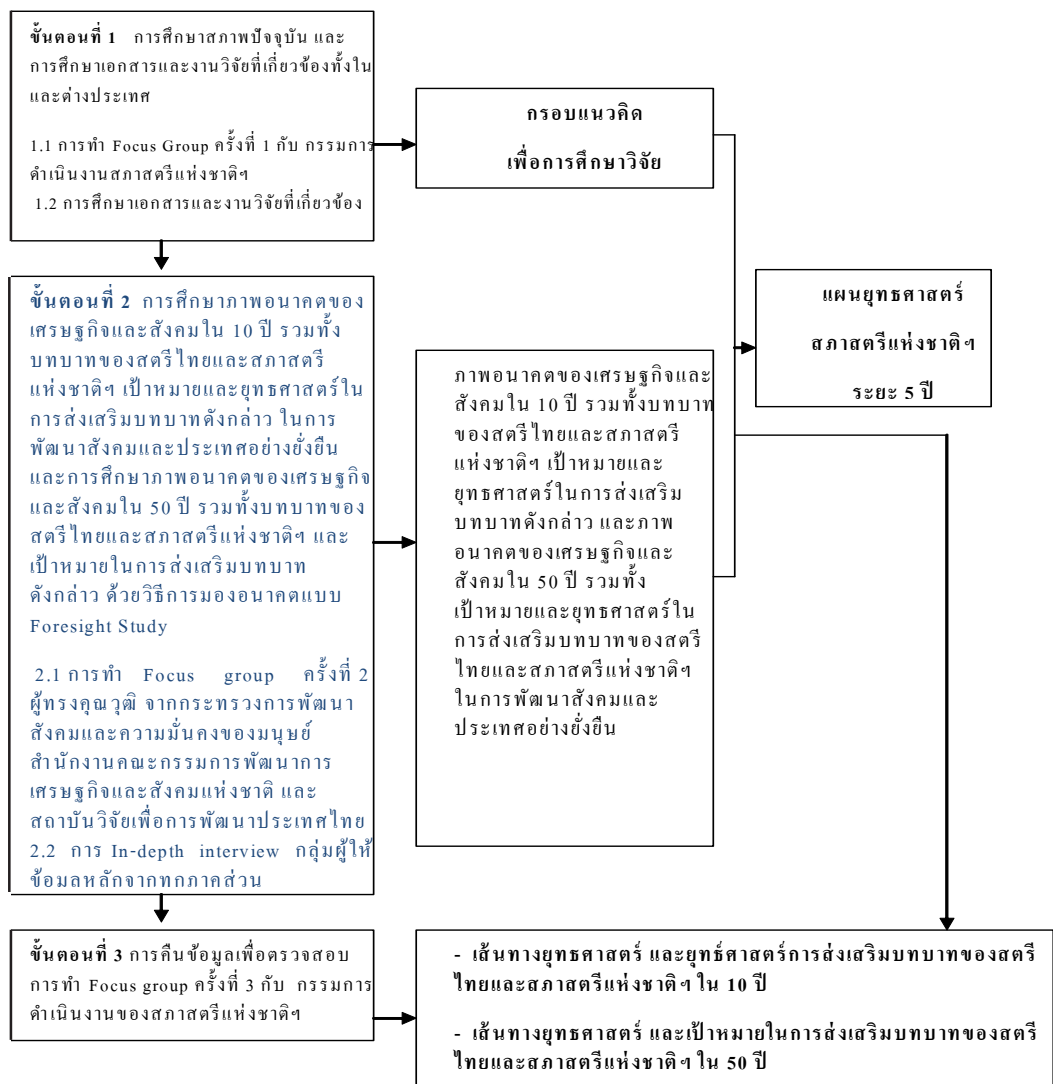 ขั้นตอนที่ 1 การศึกษาสภาพปัจจุบัน และ
การศึกษาเอกสารและงานวิจัยที่เกี่ยวข้องทั้งใน
และต่างประเทศ
1.1 การทำ Focus Group ครั้งที่ 1 กับ กรรมการ
ดำเนินงานสภาสตรีแห่งชาติฯ
1.2 การศึกษาเอกสารและงานวิจัยที่เกี่ยวข้อง
กรอบแนวคิด
เพื่อการศึกษาวิจัย
ขั้นตอนที่ 2 การศึกษาภาพอนาคตของ
เศรษฐกิจและสังคมใน 10 ปี รวมทั้ง
บทบาทของสตรีไทยและสภาสตรี
แห่งชาติฯ เป้าหมายและยุทธศาสตร์ใน
การส่งเสริมบทบาทดังกล่าว ในการ
พัฒนาสังคมและประเทศอย่างยั่งยืน
และการศึกษาภาพอนาคตของเศรษฐกิจ
และสังคมใน 50 ปี รวมทั้งบทบาทของ
สตรีไทยและสภาสตรีแห่งชาติฯ และ
เป้าหมายในการส่งเสริมบทบาท
ดังกล่าว ด้วยวิธีการมองอนาคตแบบ
Foresight Study
2.1 การทำ Focus group ครั้งที่ 2
ผู้ทรงคุณวุฒิ จากกระทรวงการพัฒนา
สังคมและความมั่นคงของมนุษย์
สำนักงานคณะกรรมการพัฒนาการ
เศรษฐกิจและสังคมแห่งชาติ และ
สถาบันวิจัยเพื่อการพัฒนาประเทศไทย
2.2 การ In-depth interview กลุ่มผู้ให้
ข้อมูลหลักจากทุกภาคส่วน
ภาพอนาคตของเศรษฐกิจและ
สังคมใน 10 ปี รวมทั้งบทบาท
ของสตรีไทยและสภาสตรี
แห่งชาติฯ เป้าหมายและ
ยุทธศาสตร์ในการส่งเสริม
บทบาทดังกล่าว และภาพ
อนาคตของเศรษฐกิจและ
สังคมใน 50 ปี รวมทั้ง
เป้าหมายและยุทธศาสตร์ใน
การส่งเสริมบทบาทของสตรี
ไทยและสภาสตรีแห่งชาติฯ
ในการพัฒนาสังคมและ
ประเทศอย่างยั่งยืน
แผนยุทธศาสตร์
สภาสตรีแห่งชาติฯ
ระยะ 5 ปี
ขั้นตอนที่ 3 การคืนข้อมูลเพื่อตรวจสอบ
การทำ Focus group ครั้งที่ 3 กับ กรรมการ
ดำเนินงานของสภาสตรีแห่งชาติฯ
- เส้นทางยุทธศาสตร์ และยุทธ์ศาสตร์การส่งเสริมบทบาทของสตรี
ไทยและสภาสตรีแห่งชาติฯ ใน 10 ปี
- เส้นทางยุทธศาสตร์ และเป้าหมายในการส่งเสริมบทบาทของสตรี
ไทยและสภาสตรีแห่งชาติฯ ใน 50 ปี